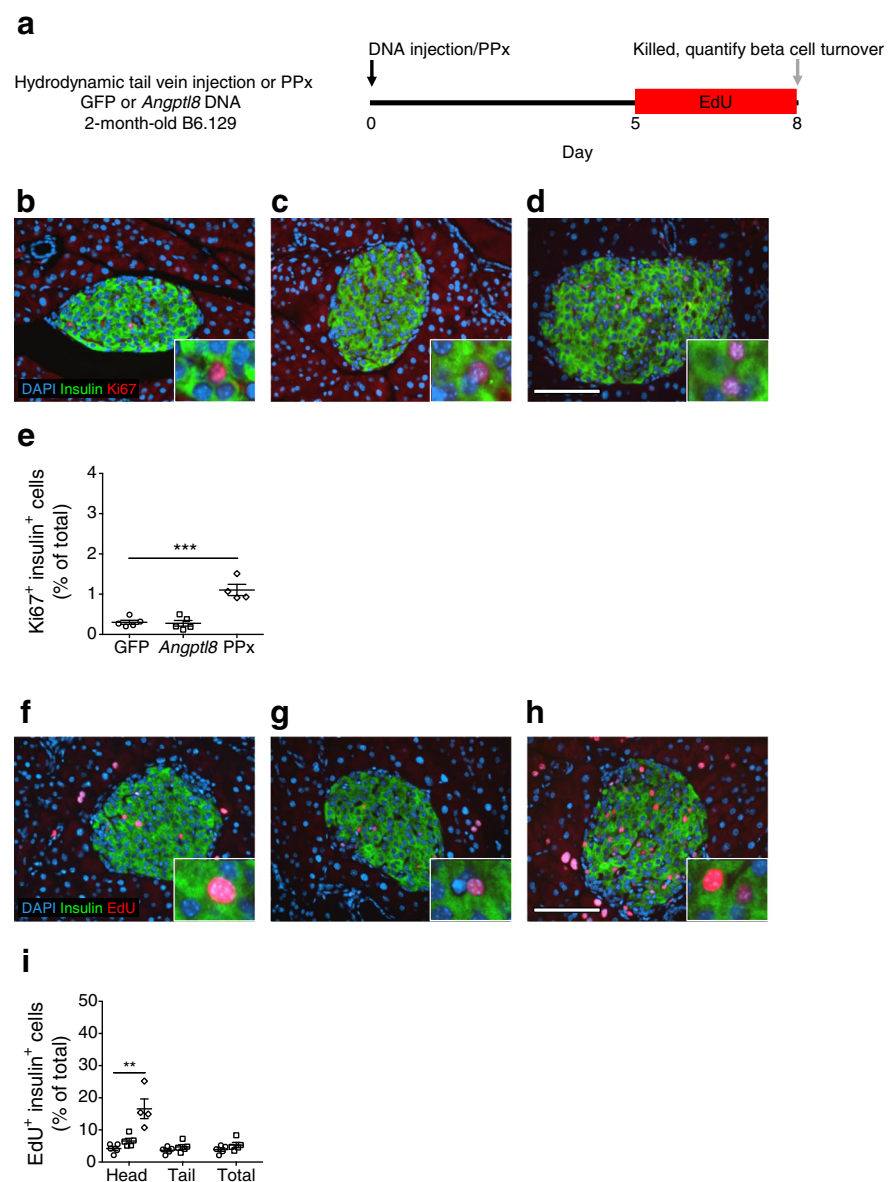 a
DNA injection/PPx
Killed, quantify beta cell turnover
Hydrodynamic tail vein injection or PPx
GFP or Angptl8 DNA
2-month-old B6.129
EdU
0
5
8
Day
b
c
d
DAPI Insulin Ki67
e
Ki67+ insulin+ cells
(% of total)
4
3
2
1
0
***
GFP
Angptl8
PPx
f
g
h
DAPI Insulin EdU
i
EdU+ insulin+ cells
(% of total)
50
40
30
20
10
0
**
Head
Tail
Total